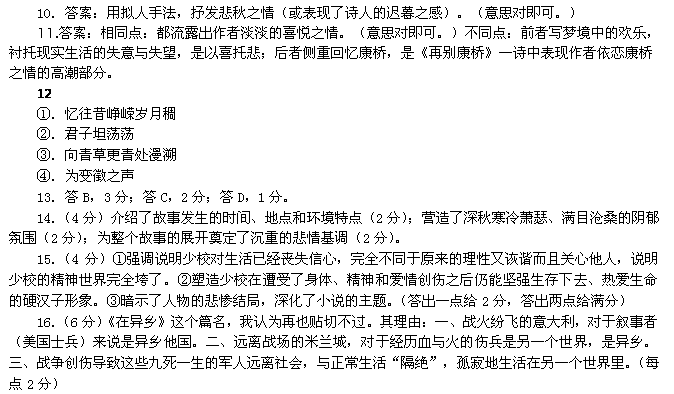 10. 答案：用拟人手法，抒发悲秋之情（或表现了诗人的迟暮之感）。（意思对即可。）
11.答案：相同点：都流露出作者淡淡的喜悦之情。（意思对即可。）不同点：前者写梦境中的欢乐，
衬托现实生活的失意与失望，是以喜托悲；后者侧重回忆康桥，是《再别康桥》一诗中表现作者依恋康桥
之情的高潮部分。
12
①．忆往昔峥嵘岁月稠
②．君子坦荡荡
③．向青草更青处漫溯
④．为变徵之声
13. 答B，3分；答C，2分；答D，1分。
14.（4分）介绍了故事发生的时间、地点和环境特点（2分）；营造了深秋寒冷萧瑟、满目沧桑的阴郁
氛围（2分）；为整个故事的展开奠定了沉重的悲情基调（2分）。
15.（4分）①强调说明少校对生活已经丧失信心，完全不同于原来的理性又诙谐而且关心他人，说明
少校的精神世界完全垮了。②塑造少校在遭受了身体、精神和爱情创伤之后仍能坚强生存下去、热爱生命
的硬汉子形象。③暗示了人物的悲惨结局，深化了小说的主题。（答出一点给2分，答出两点给满分）
16.（6分）《在异乡》这个篇名，我认为再也贴切不过。其理由：一、战火纷飞的意大利，对于叙事者
（美国士兵）来说是异乡他国。二、远离战场的米兰城，对于经历血与火的伤兵是另一个世界，是异乡。
三、战争创伤导致这些九死一生的军人远离社会，与正常生活“隔绝”，孤寂地生活在另一个世界里。（每
点2分）